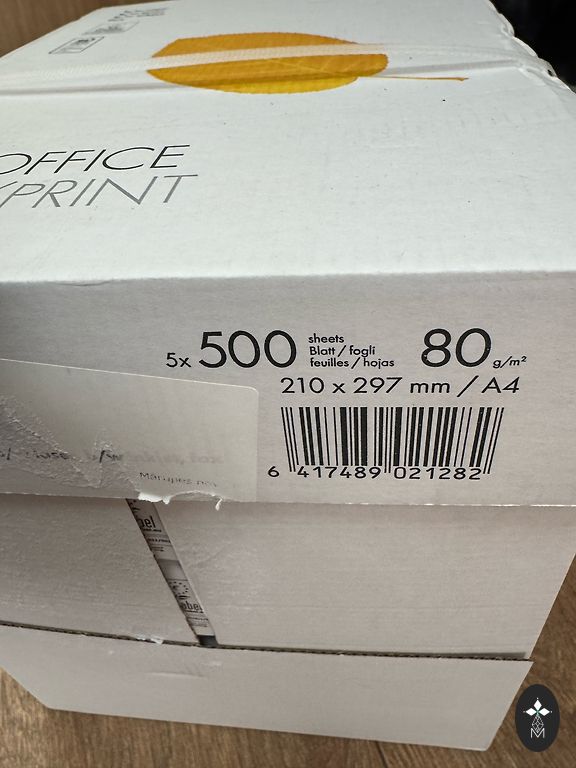 OFFICE
PRINT
5x 500 sheets
Blatt / fogli
feuilles / hojas
80 g/m²
210 x 297 mm / A4
6 417489 021282
M